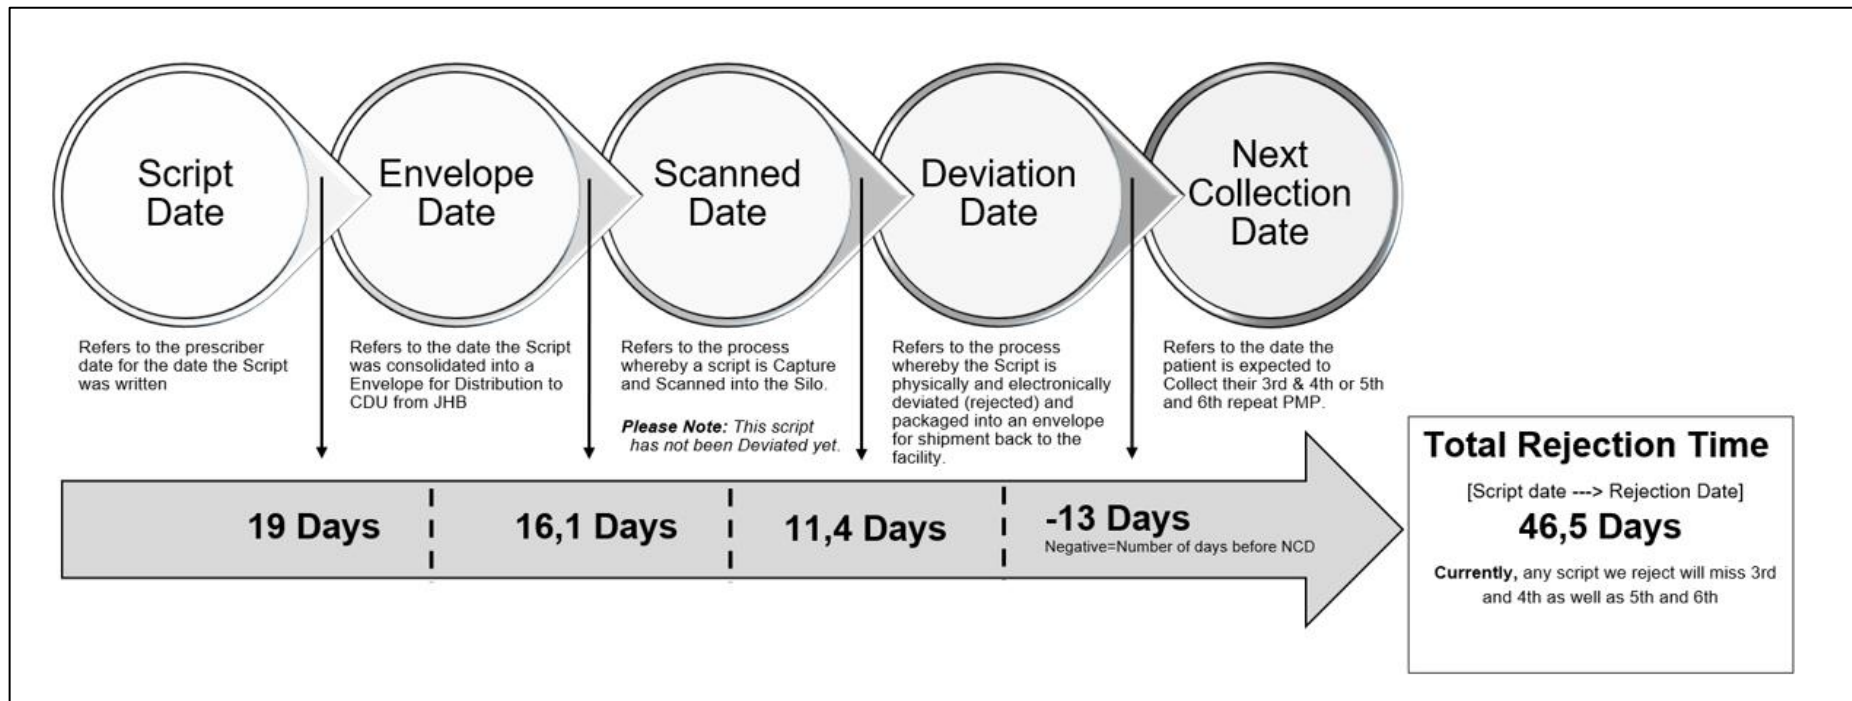 Script
Date
Envelope
Date
Scanned
Date
Deviation
Date
Next
Collection
Date
Refers to the prescriber
date for the date the Script
was written
Refers to the date the Script
was consolidated into a
Envelope for Distribution to
CDU from JHB
Refers to the process
whereby a script is Capture
and Scanned into the Silo.
Please Note: This script
has not been Deviated yet.
Refers to the process
whereby the Script is
physically and electronically
deviated (rejected) and
packaged into an envelope
for shipment back to the
facility.
Refers to the date the
patient is expected to
Collect their 3rd & 4th or 5th
and 6th repeat PMP.
19 Days
16,1 Days
11,4 Days
-13 Days
Negative=Number of days before NCD
Total Rejection Time
[Script date ---> Rejection Date]
46,5 Days
Currently, any script we reject will miss 3rd
and 4th as well as 5th and 6th